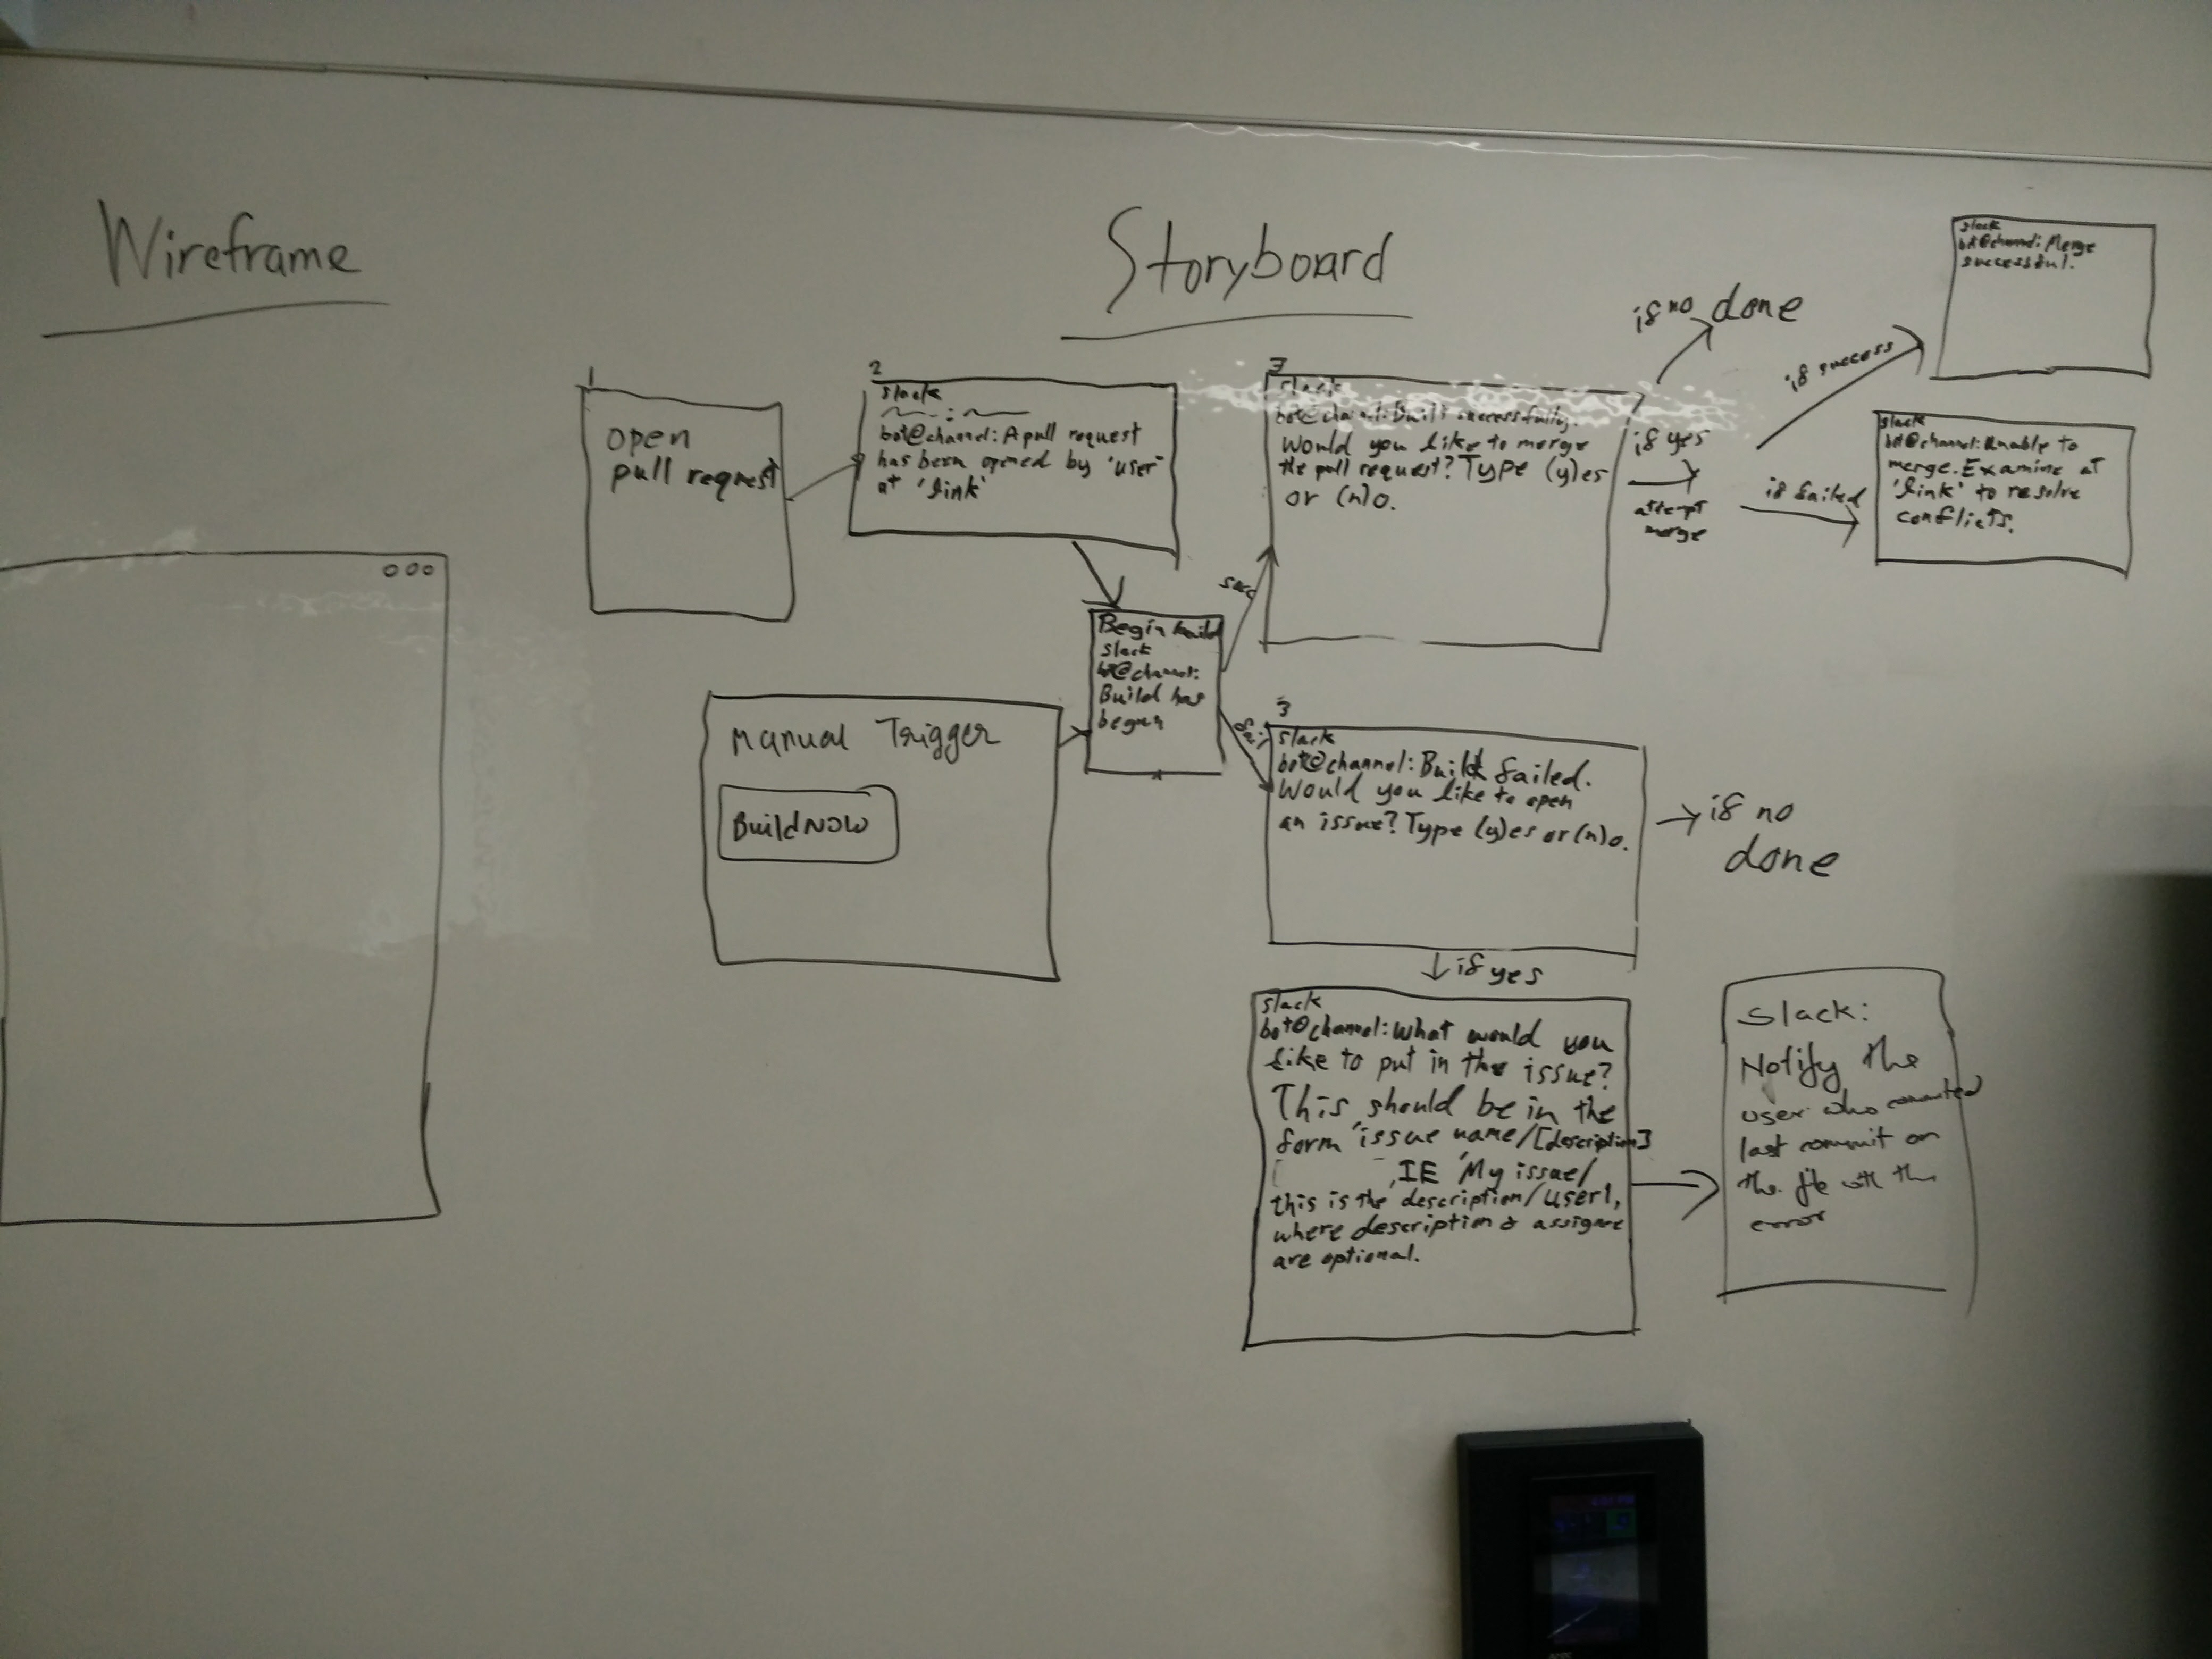 Wireframe
Storyboard
1
open
pull request
2
slack
bot@channel: A pull request
has been opened by 'user'
at 'link'
Manual Trigger
Build NOW
Begin build
slack
bot@channel:
Build has
begun
succ
fail
3
slack
bot@channel: Built successfully.
Would you like to merge
the pull request? Type (y)es
or (n)o.
if no done
if yes
attempt
merge
if success
slack
bot@channel: Merge
successful.
if failed
slack
bot@channel: Unable to
merge. Examine at
'link' to resolve
conflicts.
3
slack
bot@channel: Build failed.
Would you like to open
an issue? Type (y)es or (n)o.
if no
done
if yes
slack
bot@channel: What would you
like to put in the issue?
This should be in the
form 'issue name/[description]
, IE 'My issue/
this is the description/user1,
where description & assignee
are optional.
Slack:
Notify the
user who commited
last commit on
the file with the
error